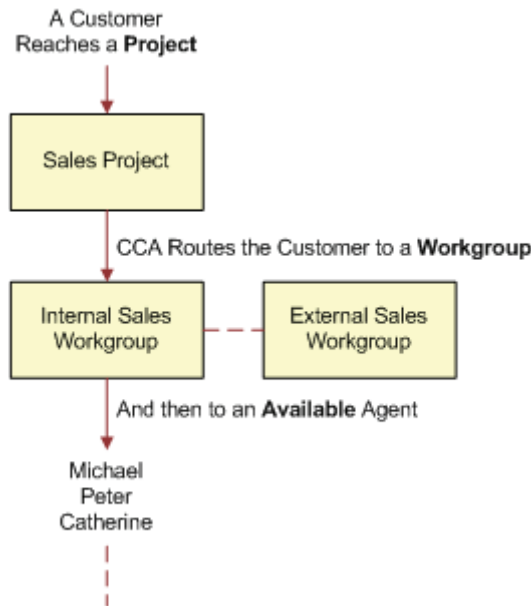 A Customer
Reaches a Project
Sales Project
CCA Routes the Customer to a Workgroup
Internal Sales
Workgroup
External Sales
Workgroup
And then to an Available Agent
Michael
Peter
Catherine